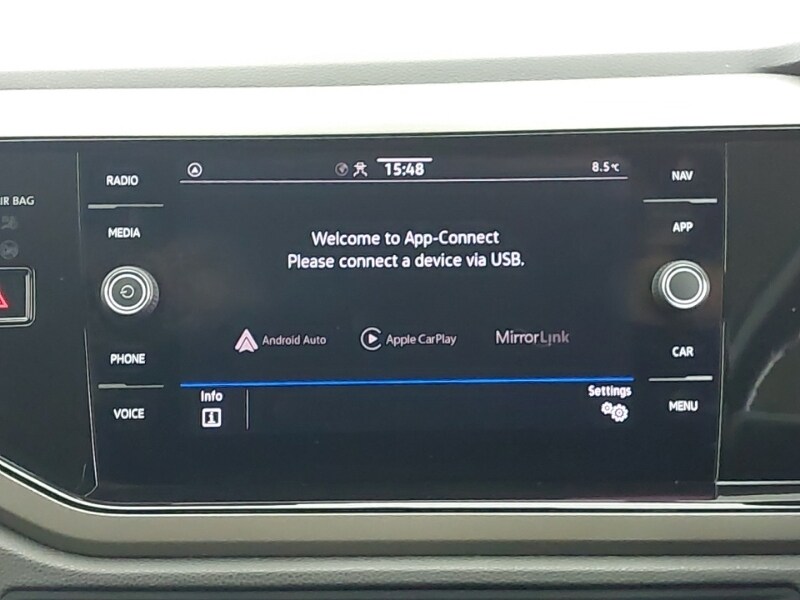 RADIO
15:48
8.5°C
NAV
IR BAG
MEDIA
APP
Welcome to App-Connect
Please connect a device via USB.
Android Auto
Apple CarPlay
MirrorLink
PHONE
CAR
Info
Settings
VOICE
MENU